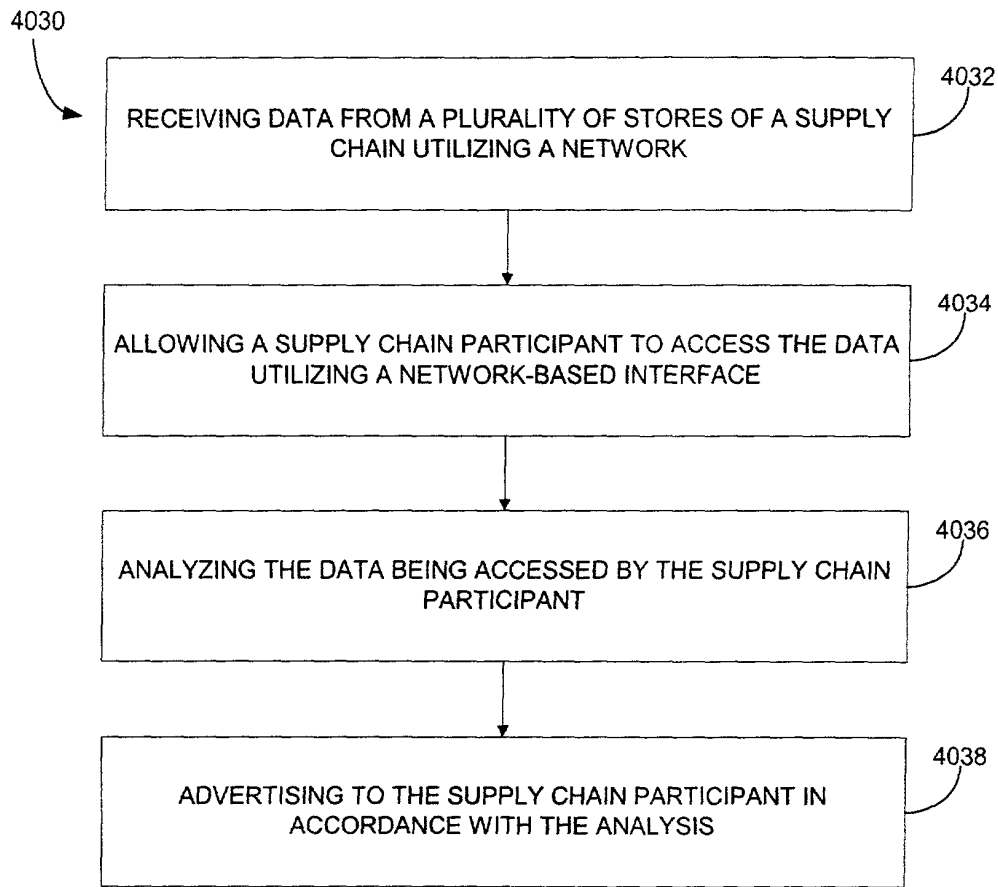 4030
4032
RECEIVING DATA FROM A PLURALITY OF STORES OF A SUPPLY
CHAIN UTILIZING A NETWORK
4034
ALLOWING A SUPPLY CHAIN PARTICIPANT TO ACCESS THE DATA
UTILIZING A NETWORK-BASED INTERFACE
4036
ANALYZING THE DATA BEING ACCESSED BY THE SUPPLY CHAIN
PARTICIPANT
4038
ADVERTISING TO THE SUPPLY CHAIN PARTICIPANT IN
ACCORDANCE WITH THE ANALYSIS